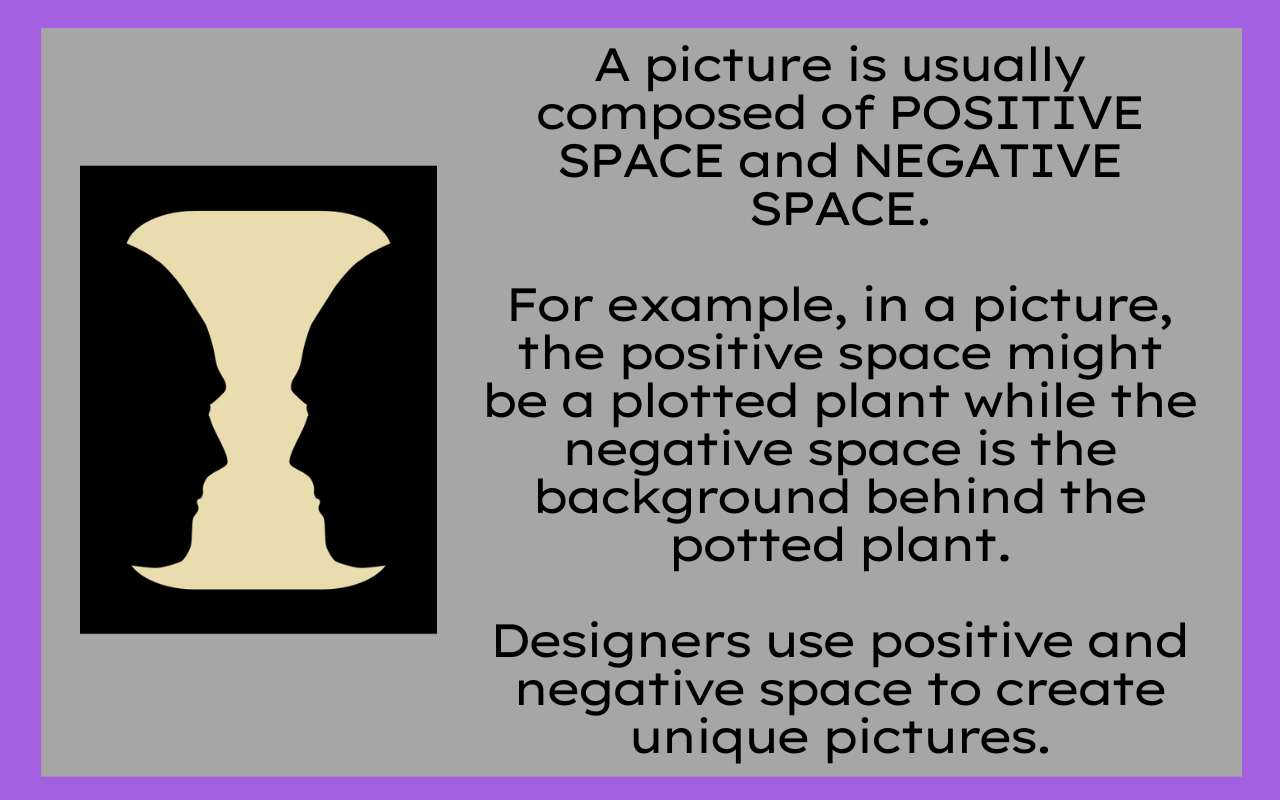 A picture is usually
composed of POSITIVE
SPACE and NEGATIVE
SPACE.
For example, in a picture,
the positive space might
be a plotted plant while the
negative space is the
background behind the
potted plant.
Designers use positive and
negative space to create
unique pictures.